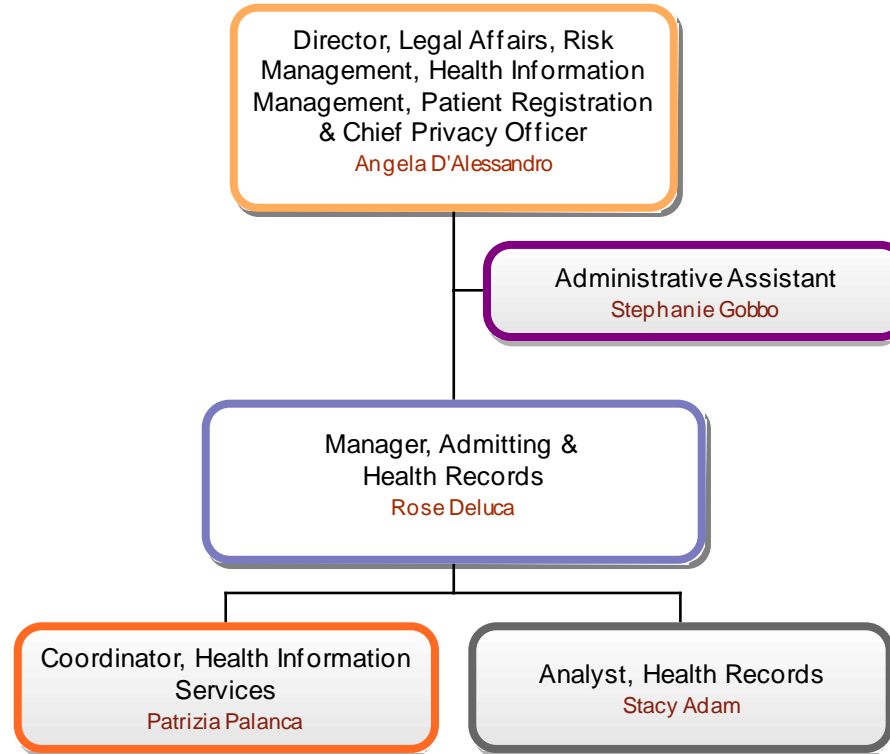 Director, Legal Affairs, Risk
Management, Health Information
Management, Patient Registration
& Chief Privacy Officer
Angela D'Alessandro
Administrative Assistant
Stephanie Gobbo
Manager, Admitting &
Health Records
Rose Deluca
Coordinator, Health Information
Services
Patrizia Palanca
Analyst, Health Records
Stacy Adam